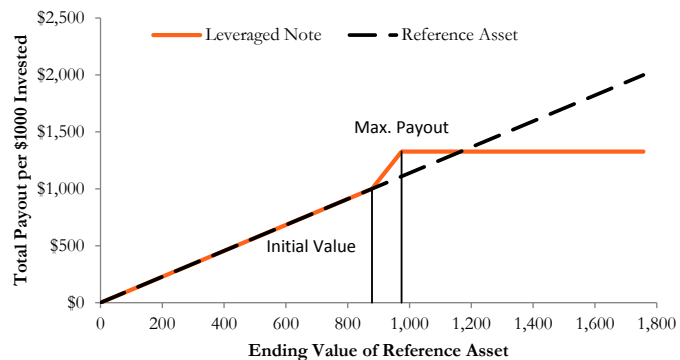 $2,500
Leveraged Note Reference Asset
$2,000
Max. Payout
$1,500
$1,000
$500
Initial Value
$0
0 200 400 600 800 1,000 1,200 1,400 1,600 1,800
Total Payout per $1000 Invested
Ending Value of Reference Asset